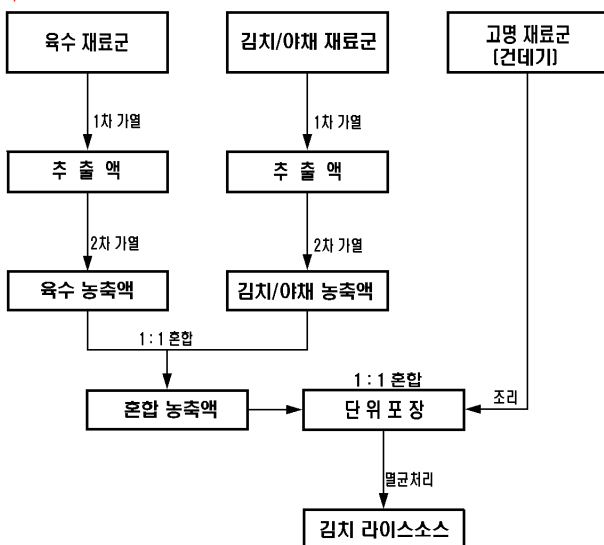 육수 재료군
김치/야채 재료군
고명 재료군
(건데기)
1차 가열
1차 가열
추 출 액
추 출 액
2차 가열
2차 가열
육수 농축액
김치/야채 농축액
1 : 1 혼합
1 : 1 혼합
조리
혼합 농축액
단 위 포 장
멸균처리
김치 라이스소스